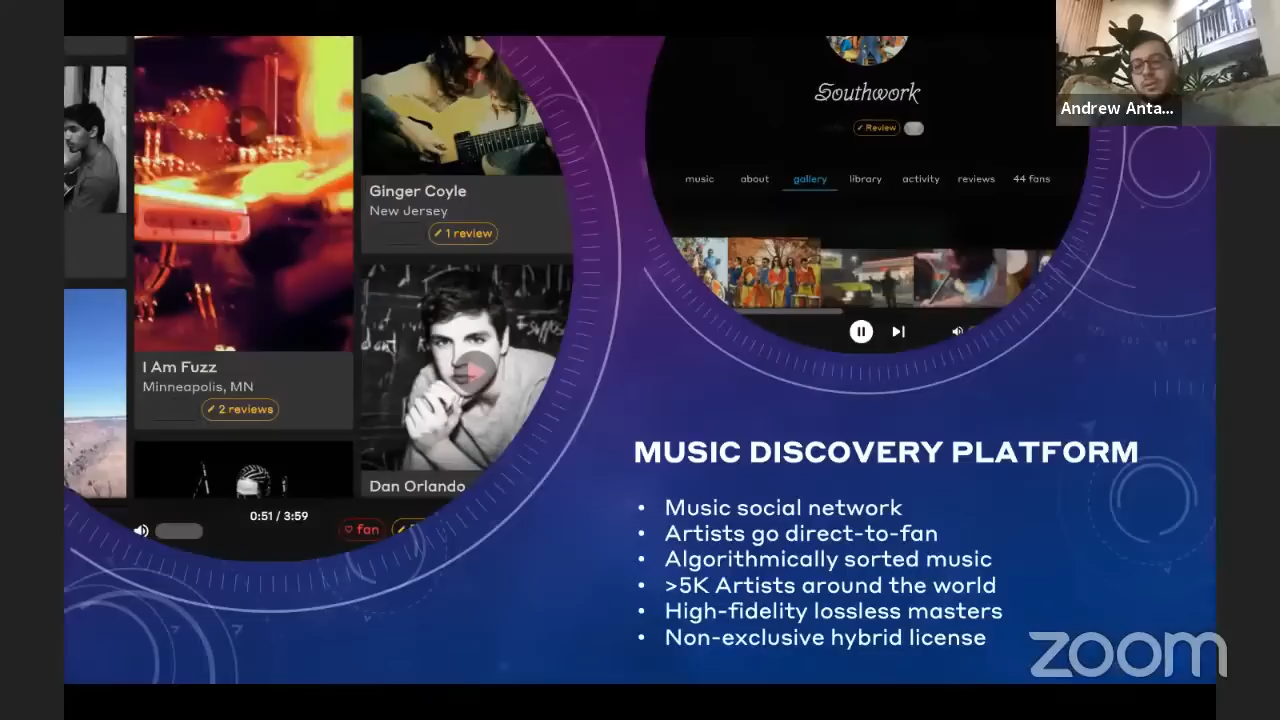 Andrew Anta...
Ginger Coyle
New Jersey
1 review
I Am Fuzz
Minneapolis, MN
2 reviews
Dan Orlando
0:51 / 3:59
fan
Southwork
Review
music about gallery library activity reviews 44 fans
MUSIC DISCOVERY PLATFORM
• Music social network
• Artists go direct-to-fan
• Algorithmically sorted music
• >5K Artists around the world
• High-fidelity lossless masters
• Non-exclusive hybrid license
zoom